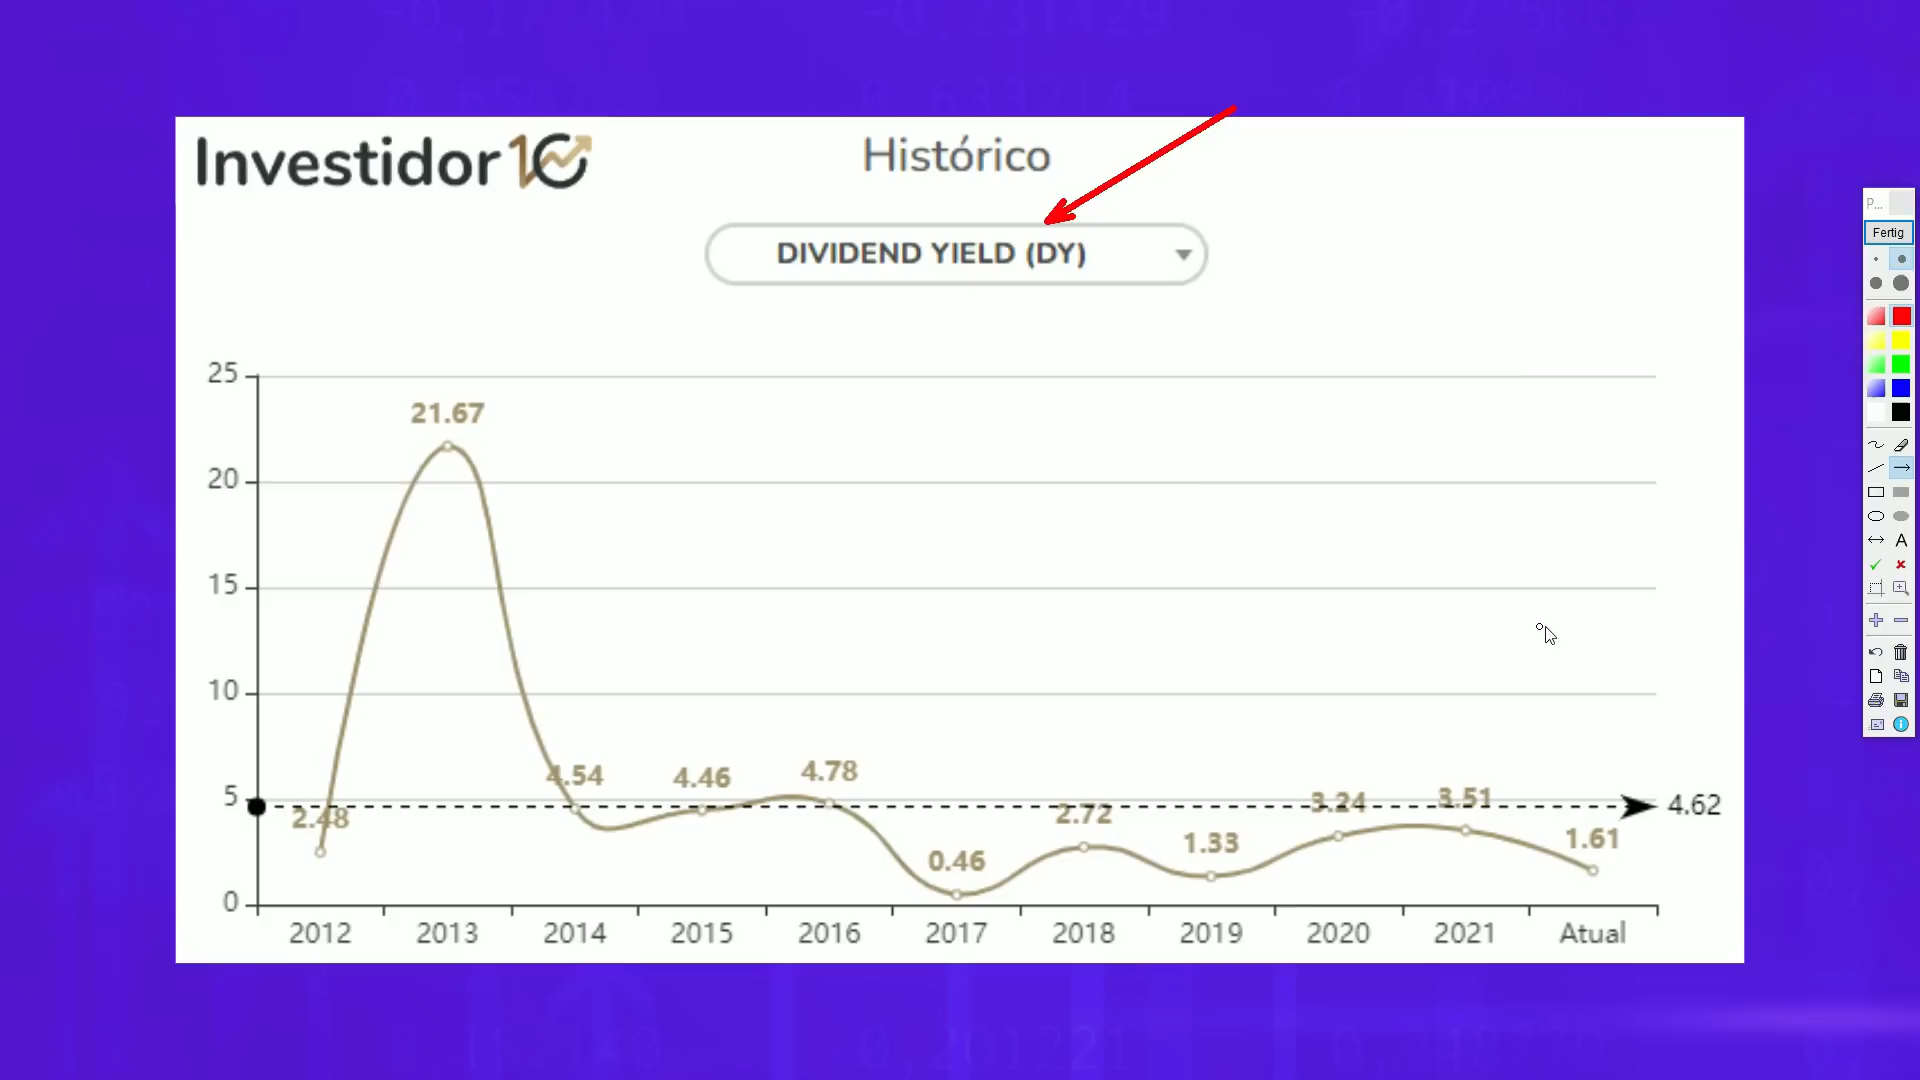 Investidor 10
Histórico
DIVIDEND YIELD (DY)
25
20
15
10
5
0
21.67
2.48
4.54
4.46
4.78
0.46
2.72
1.33
3.24
3.51
1.61
4.62
2012 2013 2014 2015 2016 2017 2018 2019 2020 2021 Atual
P...
Fertig
A